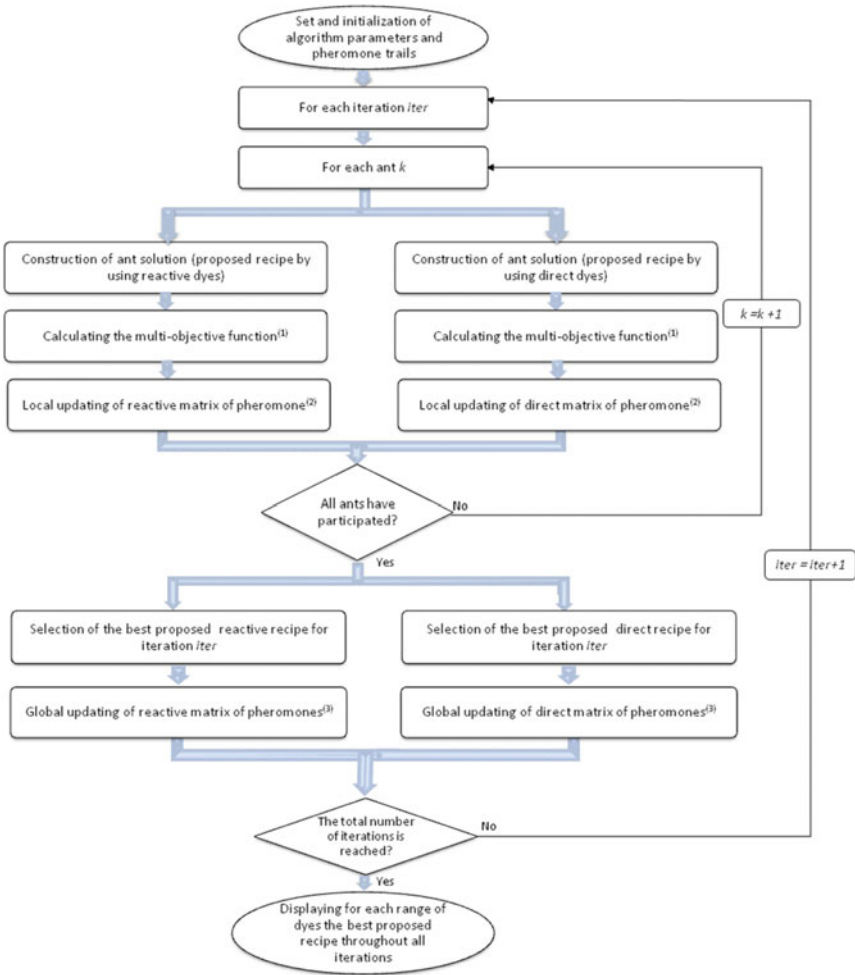 Set and initialization of
algorithm parameters and
pheromone trails
For each iteration iter
For each ant k
Construction of ant solution (proposed recipe by
using reactive dyes)
Construction of ant solution (proposed recipe by
using direct dyes)
k =k +1
Calculating the multi-objective function(1)
Calculating the multi-objective function(1)
Local updating of reactive matrix of pheromone(2)
Local updating of direct matrix of pheromone(2)
All ants have
participated?
No
Yes
iter = iter+1
Selection of the best proposed reactive recipe for
iteration iter
Selection of the best proposed direct recipe for
iteration iter
Global updating of reactive matrix of pheromones(3)
Global updating of direct matrix of pheromones(3)
The total number
of iterations is
reached?
No
Yes
Displaying for each range of
dyes the best proposed
recipe throughout all
iterations